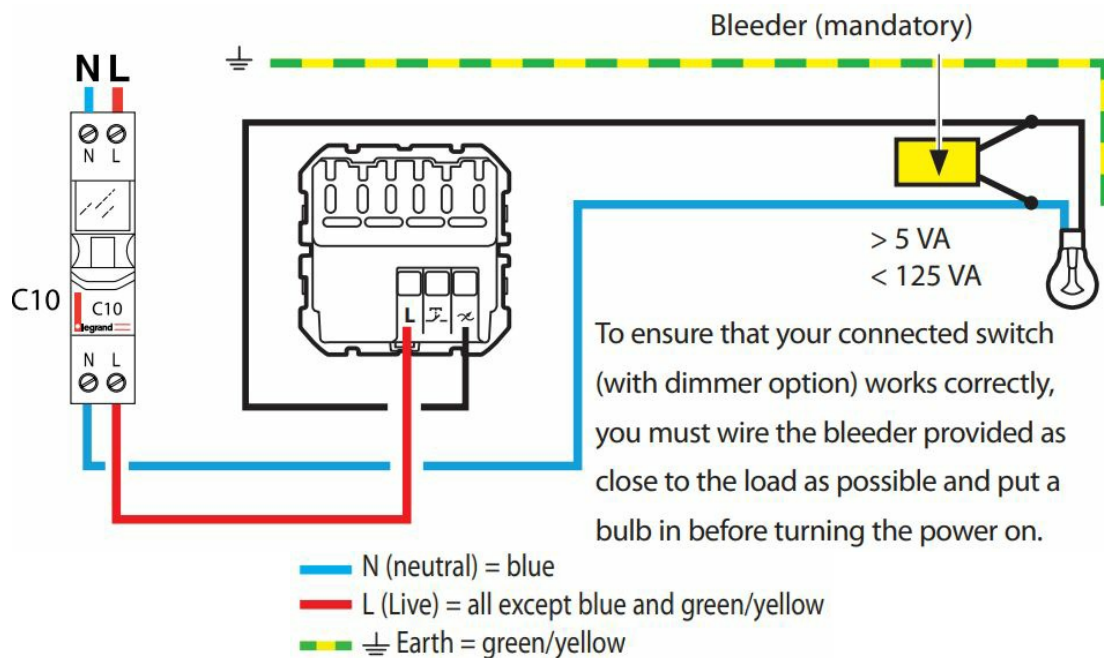 Bleeder (mandatory)
N L
N L
C10
C10
legrand
N L
L
> 5 VA
< 125 VA
To ensure that your connected switch
(with dimmer option) works correctly,
you must wire the bleeder provided as
close to the load as possible and put a
bulb in before turning the power on.
N (neutral) = blue
L (Live) = all except blue and green/yellow
Earth = green/yellow